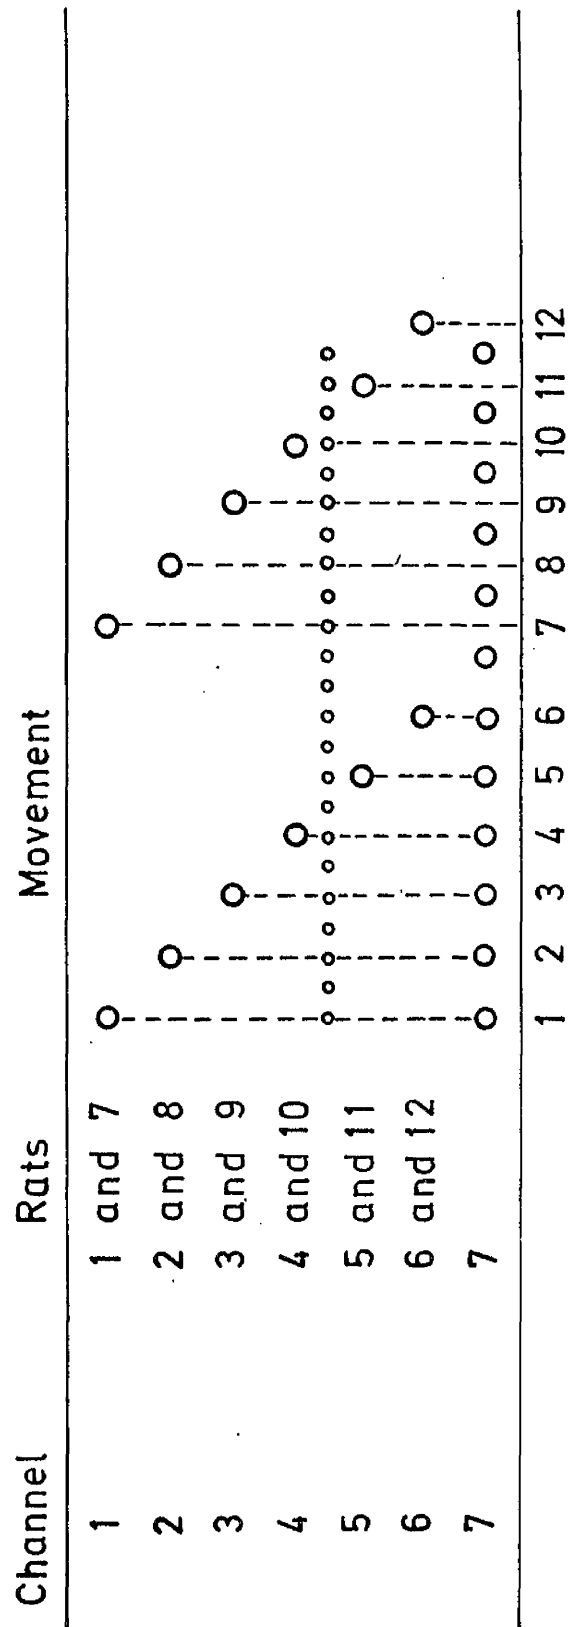 Channel Rats Movement
1 1 and 7
2 2 and 8
3 3 and 9
4 4 and 10
5 5 and 11
6 6 and 12
7 7
1 2 3 4 5 6 7 8 9 10 11 12